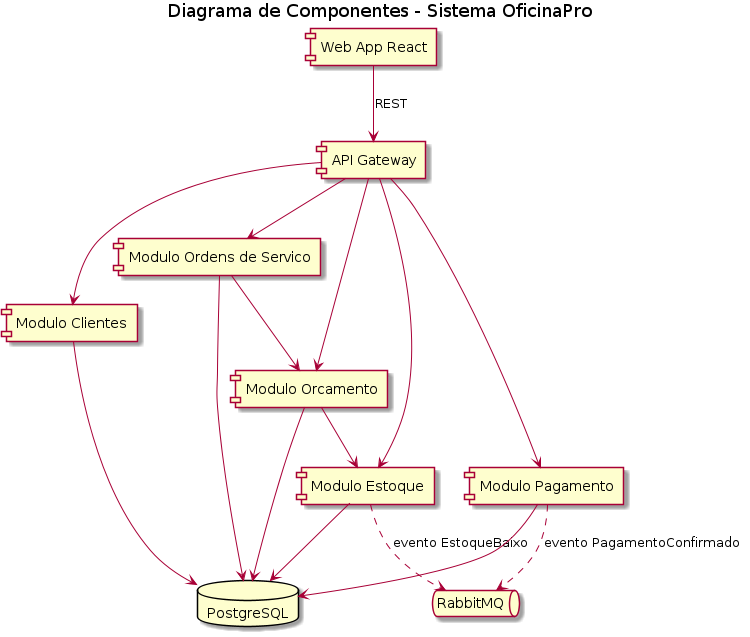 Diagrama de Componentes - Sistema OficinaPro
Web App React
REST
API Gateway
Modulo Ordens de Servico
Modulo Clientes
Modulo Orcamento
Modulo Estoque
Modulo Pagamento
evento EstoqueBaixo
evento PagamentoConfirmado
PostgreSQL
RabbitMQ